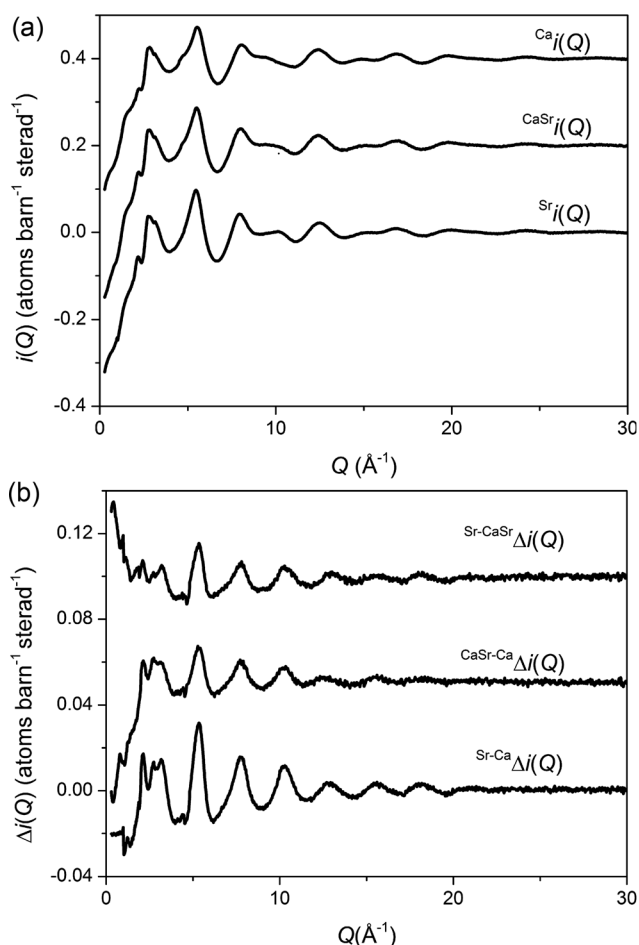 (a)
0.4
0.2
0.0
-0.2
-0.4
i(Q) (atoms barn⁻¹ sterad⁻¹)
Cai(Q)
CaSri(Q)
Sri(Q)
0 10 20 30
Q (Å⁻¹)
(b)
0.12
0.08
0.04
0.00
-0.04
Δi(Q) (atoms barn⁻¹ sterad⁻¹)
Sr-CaSrΔi(Q)
CaSr-CaΔi(Q)
Sr-CaΔi(Q)
0 10 20 30
Q(Å⁻¹)